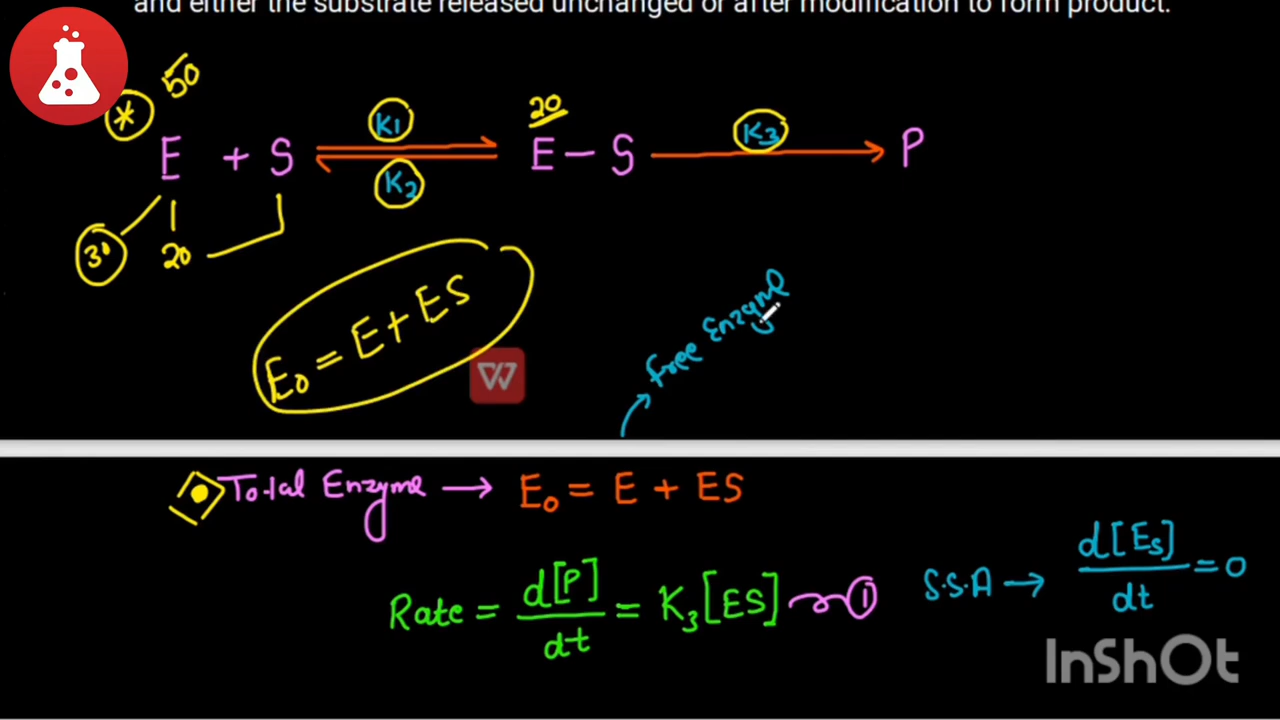 and either the substrate released unchanged or after modification to form product.
50
* E + S K1 K2 20 E – S K3 P
30 20
E₀ = E + ES
Free Enzyme
W
Total Enzyme → E₀ = E + ES
Rate = d[P]/dt = K₃[ES] ①
S.S.A → d[Es]/dt = 0
InShOt